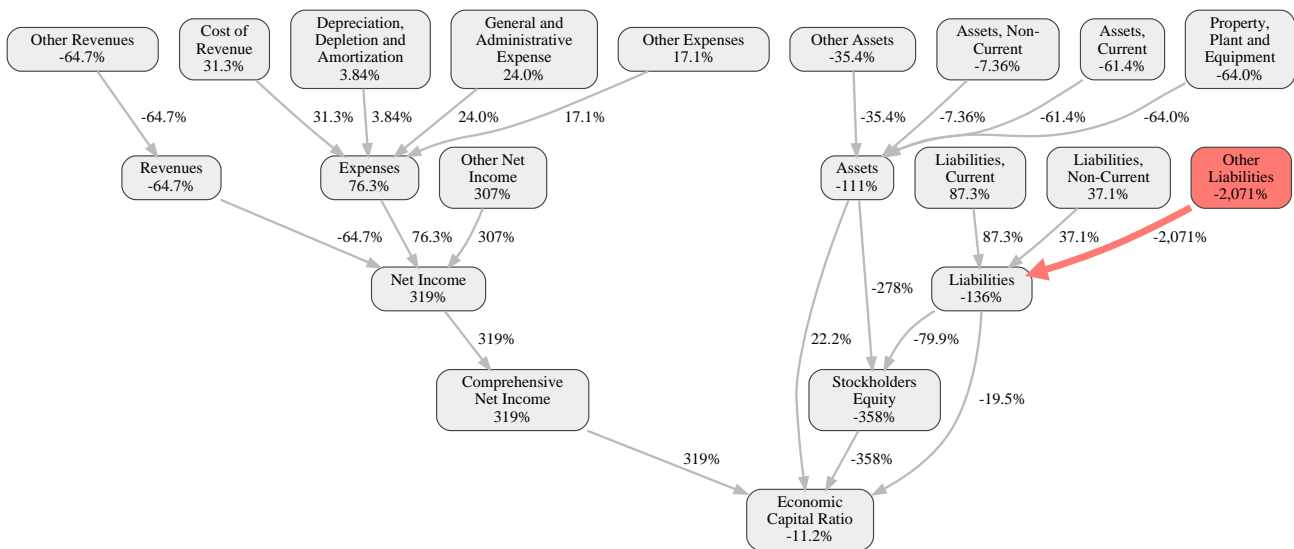 Other Revenues
-64.7%
Cost of
Revenue
31.3%
Depreciation,
Depletion and
Amortization
3.84%
General and
Administrative
Expense
24.0%
Other Expenses
17.1%
Other Assets
-35.4%
Assets, Non-
Current
-7.36%
Assets,
Current
-61.4%
Property,
Plant and
Equipment
-64.0%
-64.7%
31.3%
3.84%
24.0%
17.1%
-35.4%
-7.36%
-61.4%
-64.0%
Revenues
-64.7%
Expenses
76.3%
Other Net
Income
307%
Assets
-111%
Liabilities,
Current
87.3%
Liabilities,
Non-Current
37.1%
Other
Liabilities
-2,071%
-64.7%
76.3%
307%
87.3%
37.1%
-2,071%
Net Income
319%
-278%
Liabilities
-136%
319%
22.2%
-79.9%
Comprehensive
Net Income
319%
Stockholders
Equity
-358%
-19.5%
319%
-358%
Economic
Capital Ratio
-11.2%